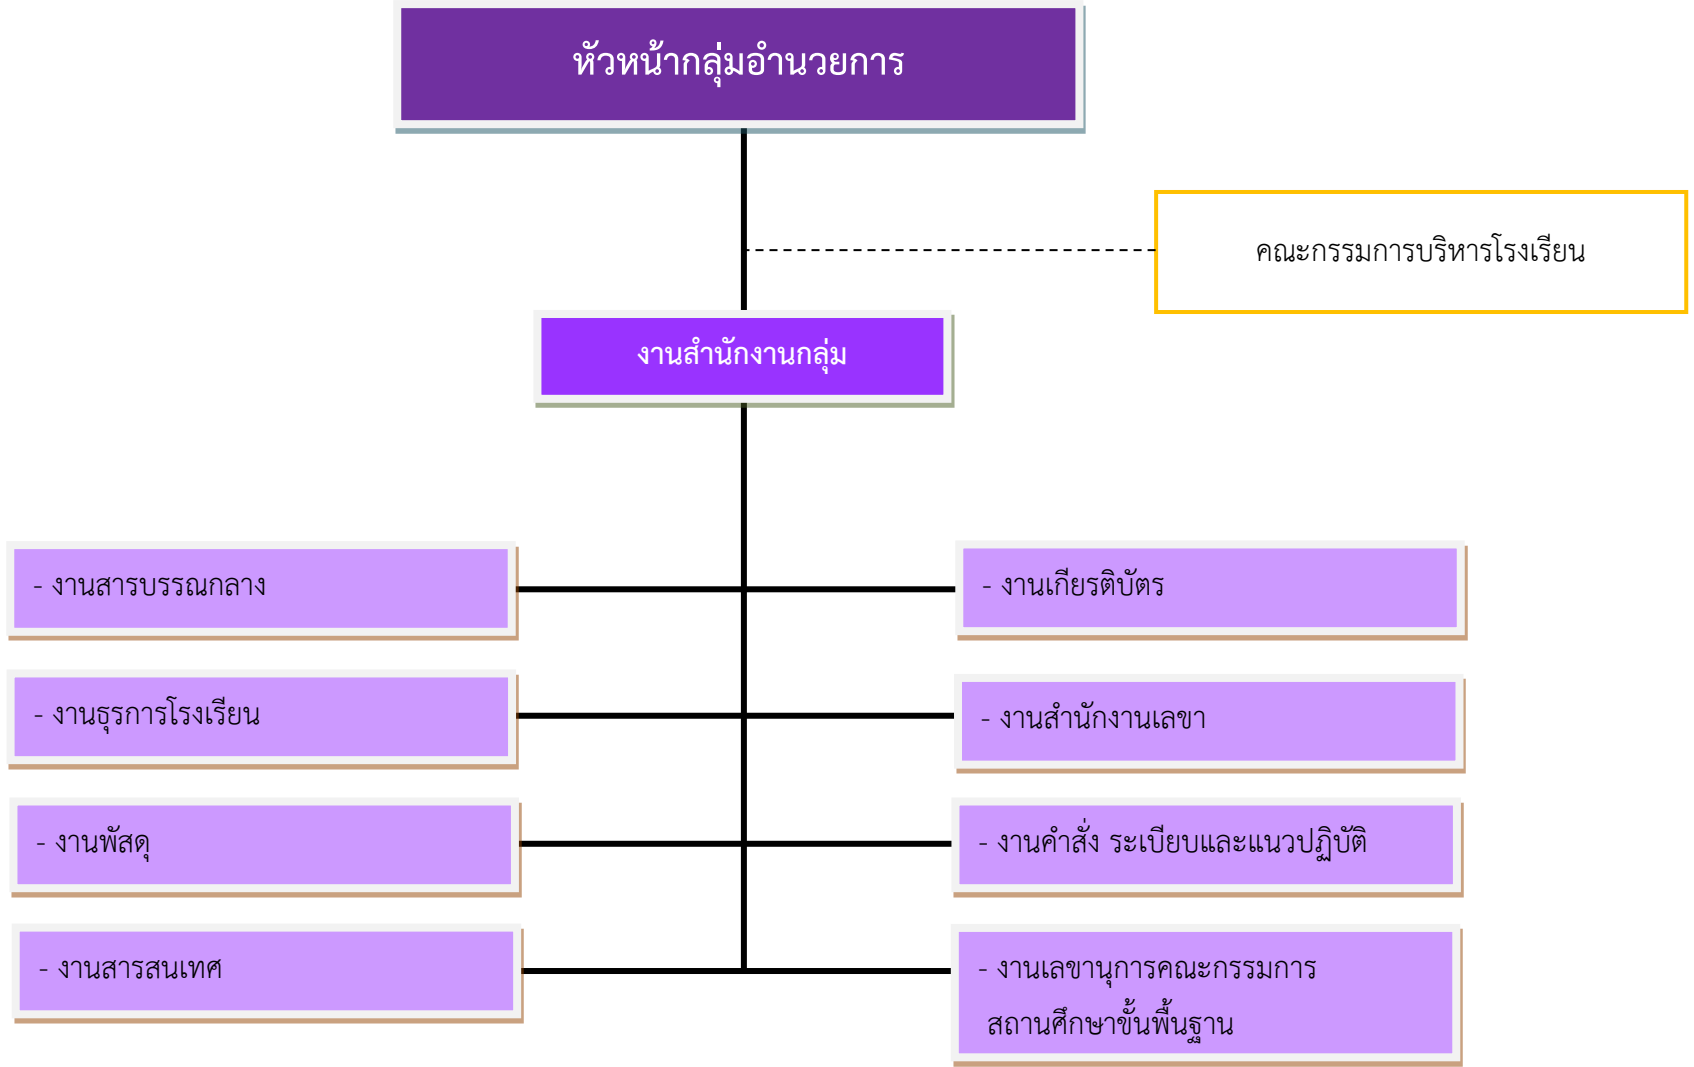 หัวหน้ากลุ่มอำนวยการ
คณะกรรมการบริหารโรงเรียน
งานสำนักงานกลุ่ม
- งานสารบรรณกลาง
- งานเกียรติบัตร
- งานธุรการโรงเรียน
- งานสำนักงานเลขา
- งานพัสดุ
- งานคำสั่ง ระเบียบและแนวปฏิบัติ
- งานสารสนเทศ
- งานเลขานุการคณะกรรมการ
สถานศึกษาขั้นพื้นฐาน